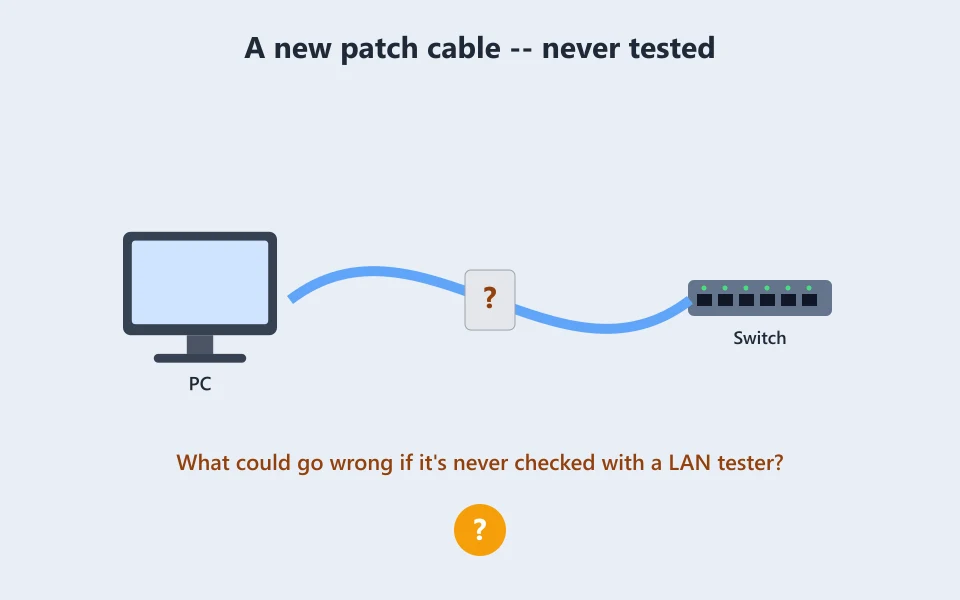 A new patch cable -- never tested
?
Switch
PC
What could go wrong if it's never checked with a LAN tester?
?